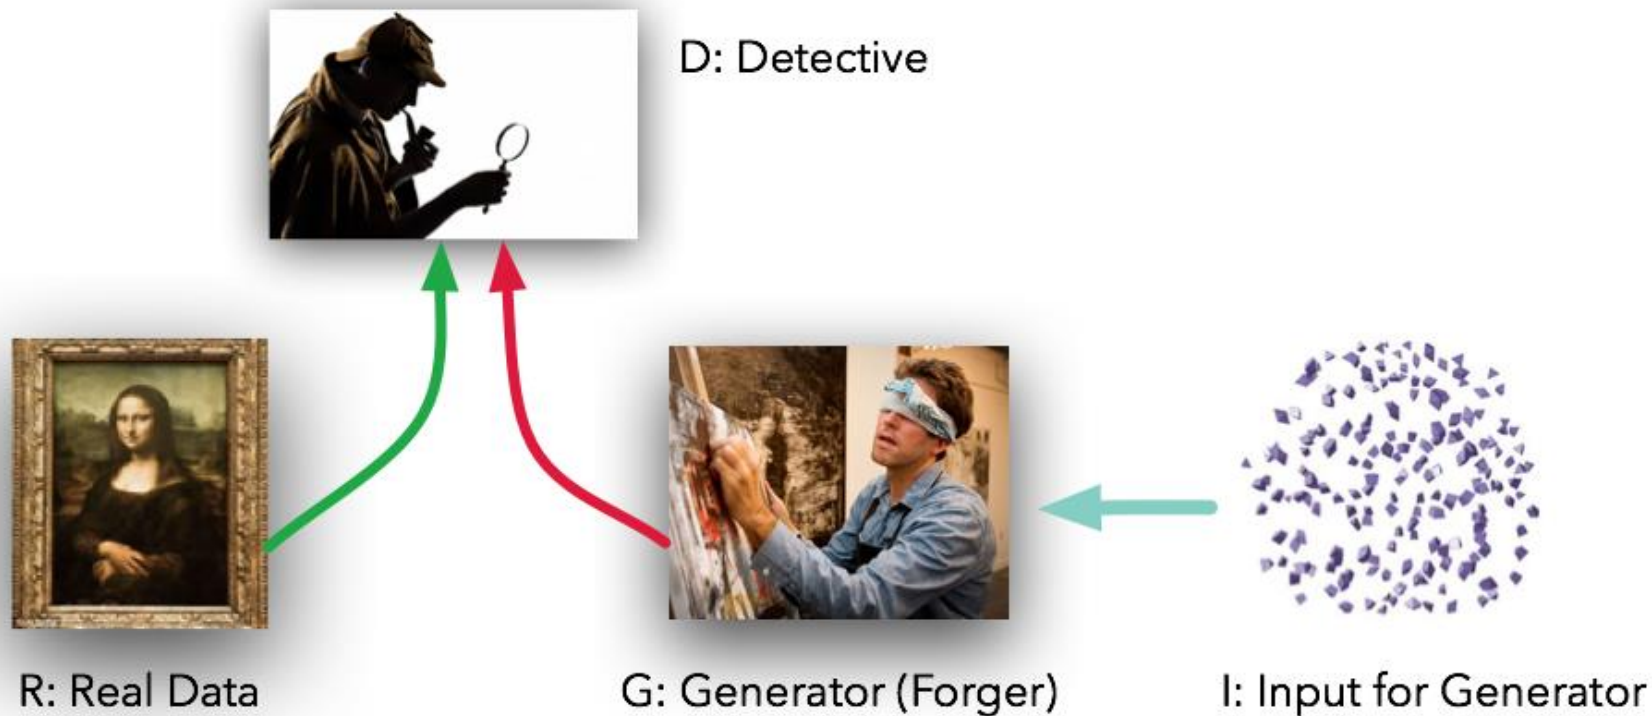 D: Detective
R: Real Data
G: Generator (Forger)
I: Input for Generator